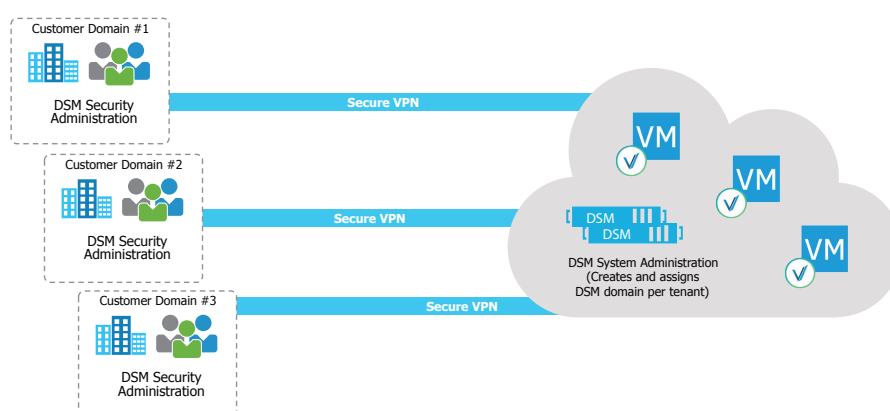 Customer Domain #1
DSM Security
Administration
Secure VPN
Customer Domain #2
DSM Security
Administration
Secure VPN
Customer Domain #3
DSM Security
Administration
Secure VPN
VM
VM
VM
DSM
DSM
DSM System Administration
(Creates and assigns
DSM domain per tenant)